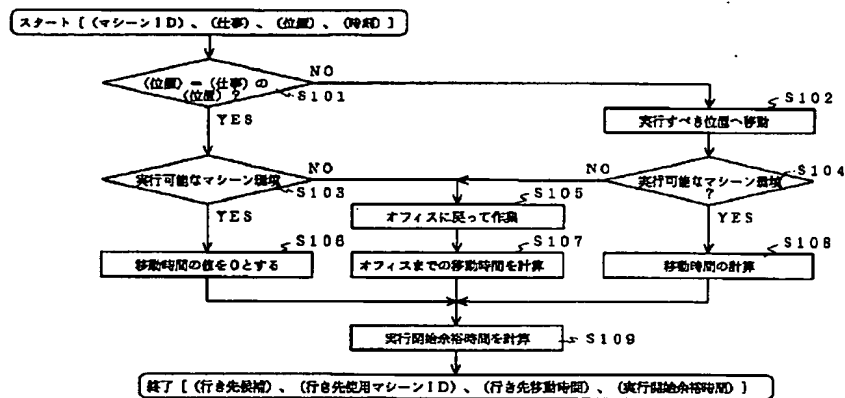 スタート [ (マシーンID)、(仕事)、(位置)、(時刻) ]
(位置) = (仕事) の
(位置) ?
NO
S101
YES
S102
実行すべき位置へ移動
実行可能なマシーン環境
NO
S103
YES
S105
オフィスに戻って作業
NO
実行可能なマシーン環境
?
S104
YES
S106
移動時間の値を0とする
S107
オフィスまでの移動時間を計算
S108
移動時間の計算
実行開始余裕時間を計算
S109
終了 [ (行き先候補)、(行き先使用マシーンID)、(行き先移動時間)、(実行開始余裕時間) ]